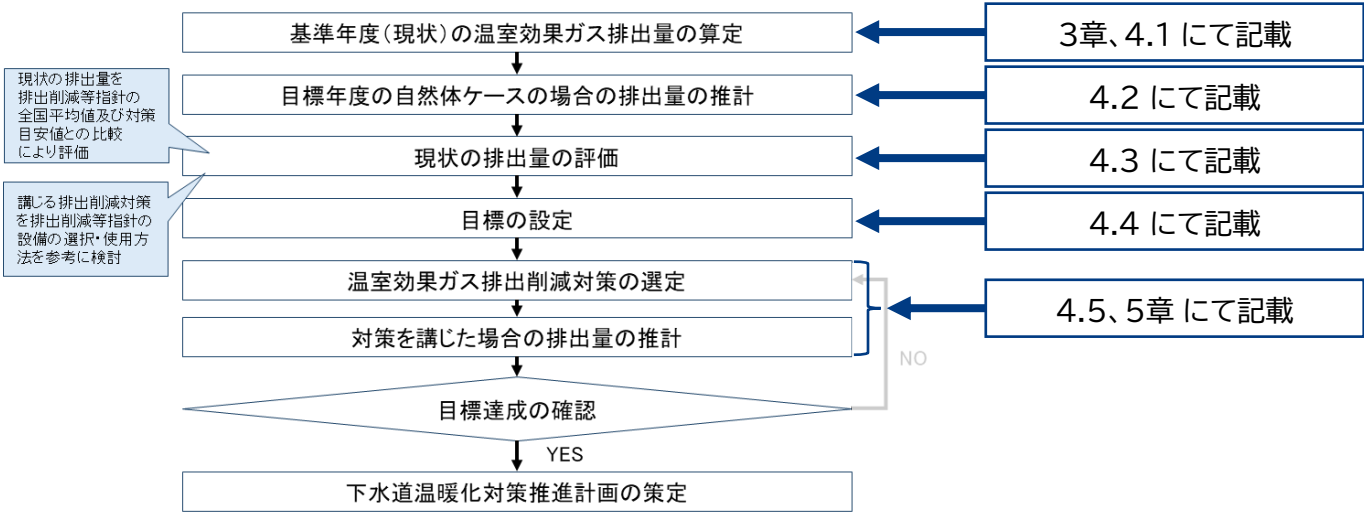 基準年度（現状）の温室効果ガス排出量の算定
3章、4.1 にて記載
現状の排出量を
排出削減等指針の
全国平均値及び対策
目安値との比較
により評価
目標年度の自然体ケースの場合の排出量の推計
4.2 にて記載
現状の排出量の評価
4.3 にて記載
講じる排出削減対策
を排出削減等指針の
設備の選択・使用方
法を参考に検討
目標の設定
4.4 にて記載
温室効果ガス排出削減対策の選定
4.5、5章 にて記載
対策を講じた場合の排出量の推計
NO
目標達成の確認
YES
下水道温暖化対策推進計画の策定